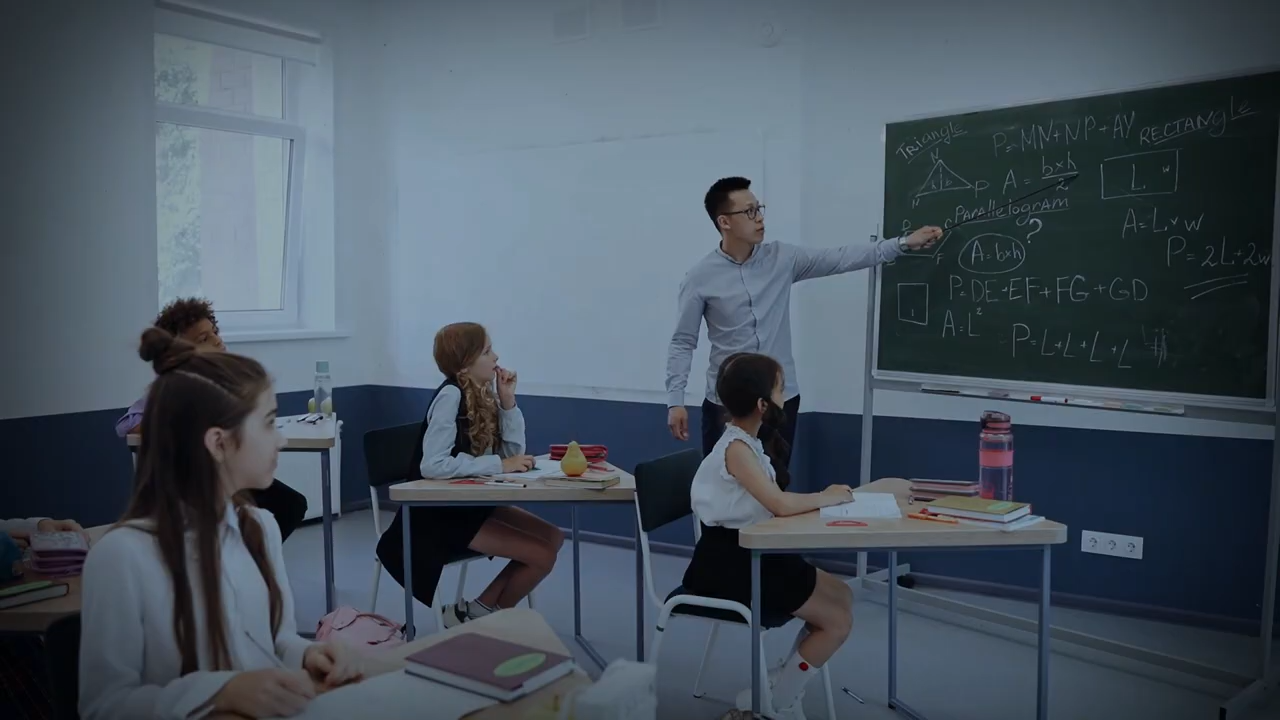 TRIANGLE
P=MN+NP+AY
RECTANGLE
N
A = b×h
2
P
N
h
b
L
w
PARAllElogRAM
?
A=b×h
A=L×w
P=2L+2w
F
P=DE+EF+FG+GD
A=L²
P=L+L+L+L